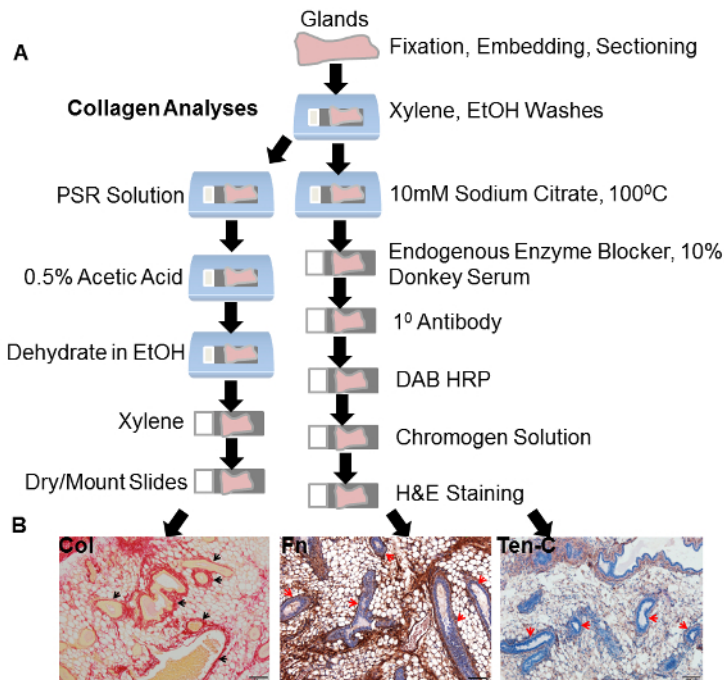 Glands
A
Fixation, Embedding, Sectioning
Collagen Analyses
Xylene, EtOH Washes
PSR Solution
10mM Sodium Citrate, 100⁰C
0.5% Acetic Acid
Endogenous Enzyme Blocker, 10%
Donkey Serum
1⁰ Antibody
Dehydrate in EtOH
DAB HRP
Xylene
Chromogen Solution
Dry/Mount Slides
H&E Staining
B
Col
Fn
Ten-C